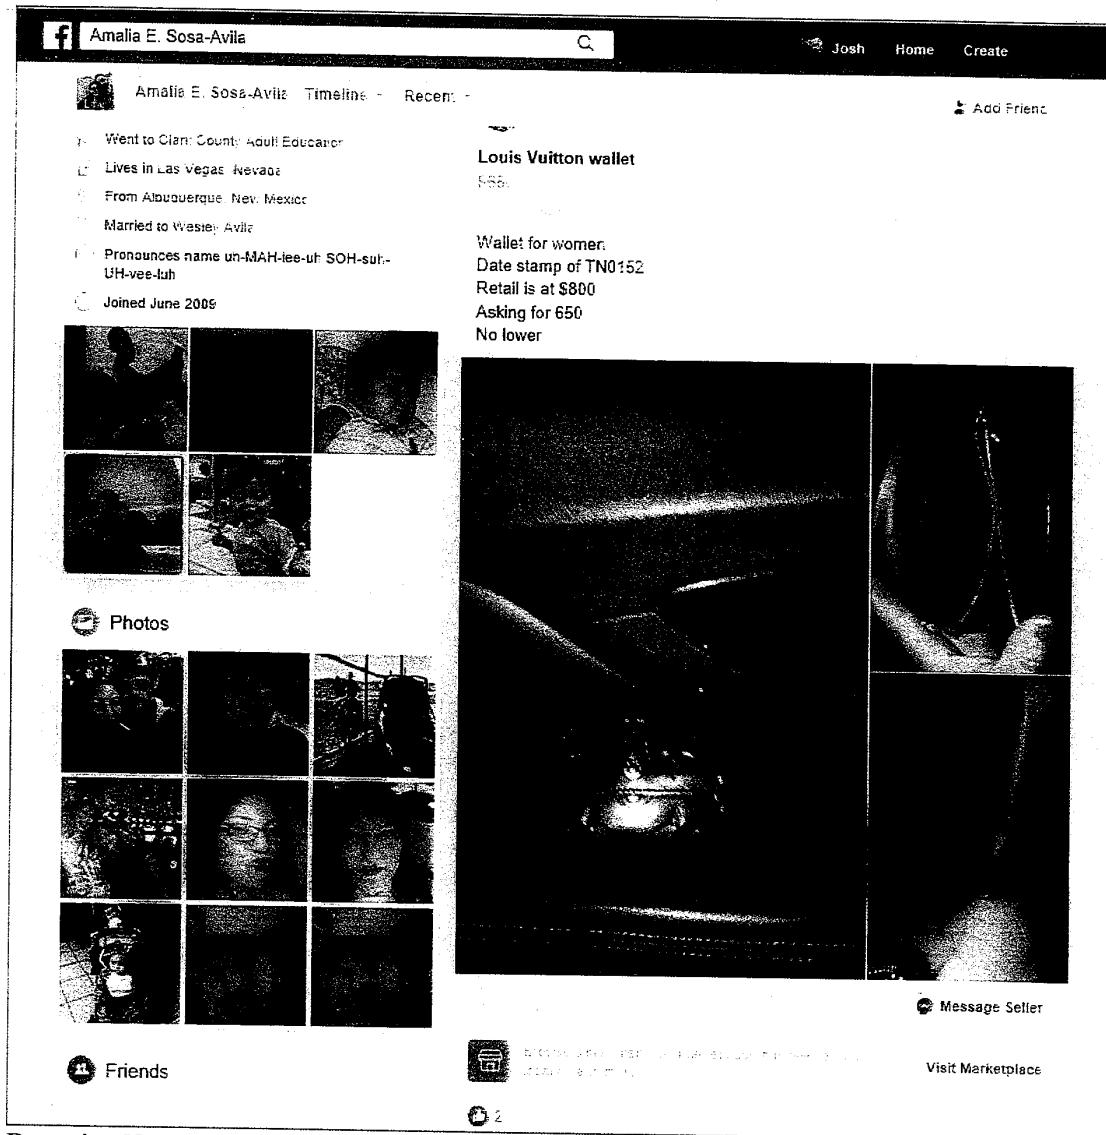 f Amalia E. Sosa-Avila Josh Home Create
Amalia E. Sosa-Avila Timeline Recent Add Friend
Went to Clark County Adult Education
Lives in Las Vegas, Nevada
From Albuquerque, New Mexico
Married to Wesley Avila
Pronounces name uh-MAH-lee-uh SOH-suh-
UH-vee-luh
Joined June 2009
Photos
Friends
Louis Vuitton wallet
Wallet for women
Date stamp of TN0152
Retail is at $800
Asking for 650
No lower
Message Seller
Visit Marketplace
2